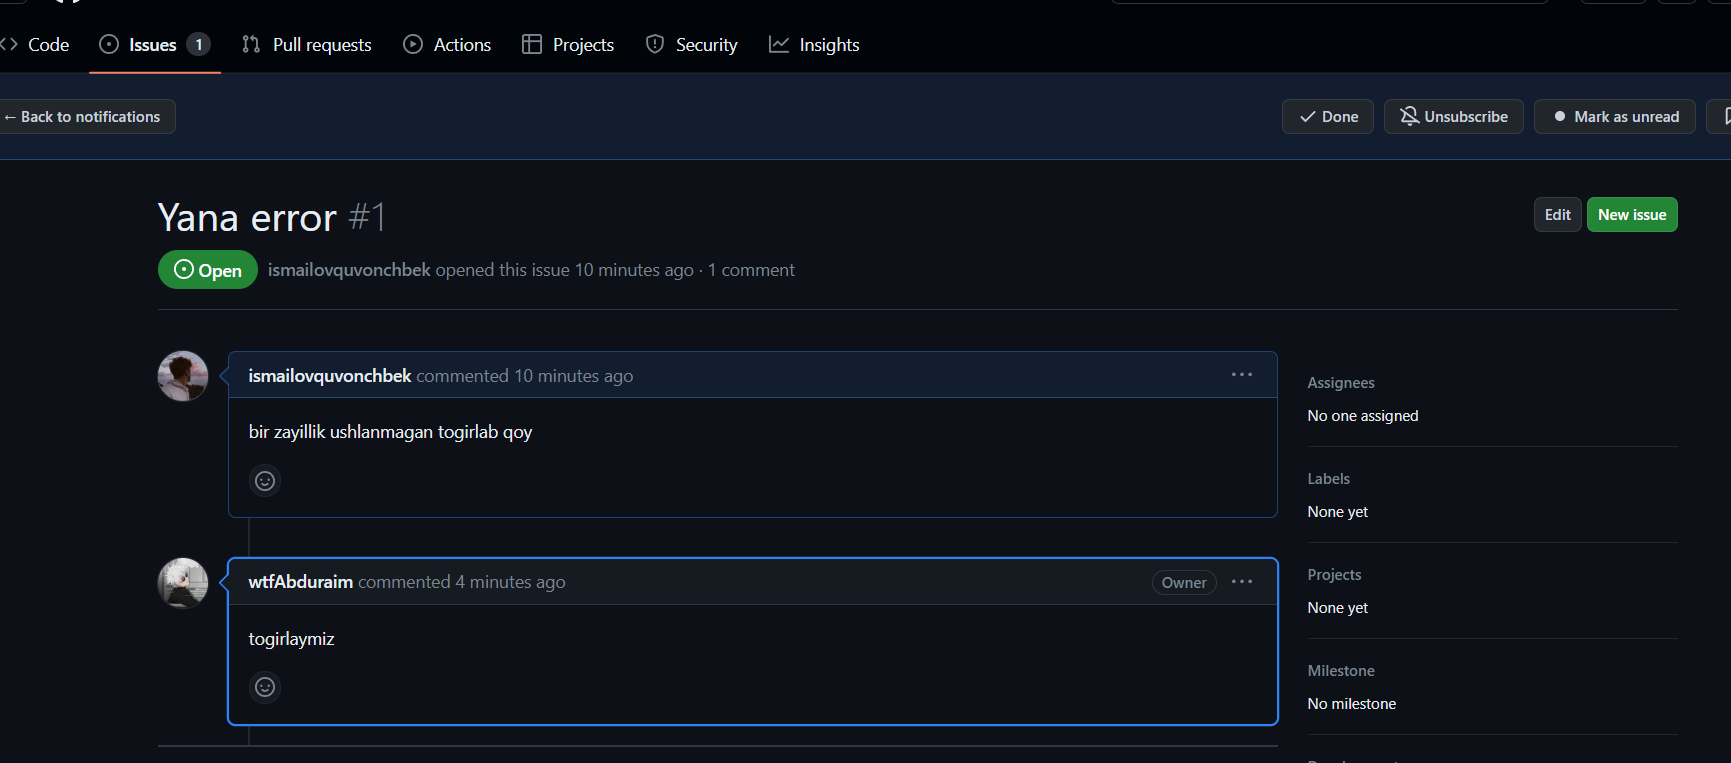 Code Issues 1 Pull requests Actions Projects Security Insights
← Back to notifications Done Unsubscribe Mark as unread
Yana error #1 Edit New issue
Open ismailovquvonchbek opened this issue 10 minutes ago · 1 comment
ismailovquvonchbek commented 10 minutes ago
bir zayillik ushlanmagan togirlab qoy
wtfAbduraim commented 4 minutes ago Owner
togirlaymiz
Assignees
No one assigned
Labels
None yet
Projects
None yet
Milestone
No milestone